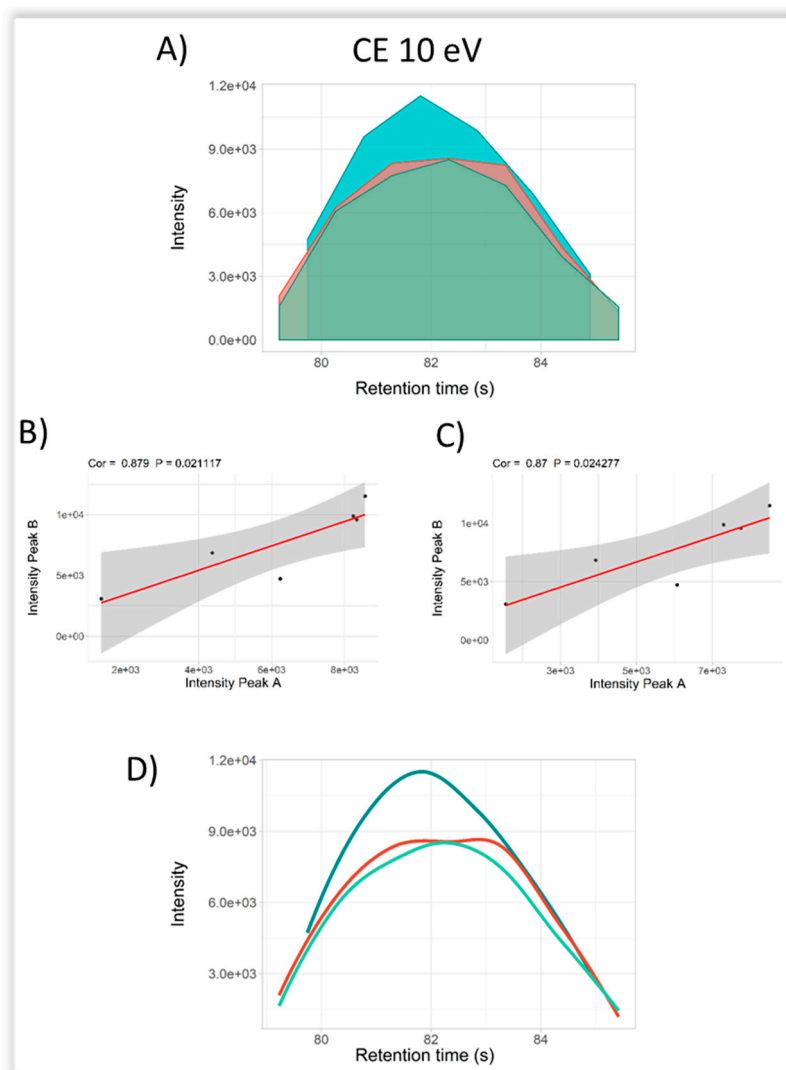 A)
CE 10 eV
1.2e+04
9.0e+03
6.0e+03
3.0e+03
0.0e+00
Intensity
80 82 84
Retention time (s)
B)
Cor = 0.879 P = 0.021117
1e+04
5e+03
0e+00
Intensity Peak B
2e+03 4e+03 6e+03 8e+03
Intensity Peak A
C)
Cor = 0.87 P = 0.024277
1e+04
5e+03
0e+00
Intensity Peak B
3e+03 5e+03 7e+03
Intensity Peak A
D)
1.2e+04
9.0e+03
6.0e+03
3.0e+03
Intensity
80 82 84
Retention time (s)